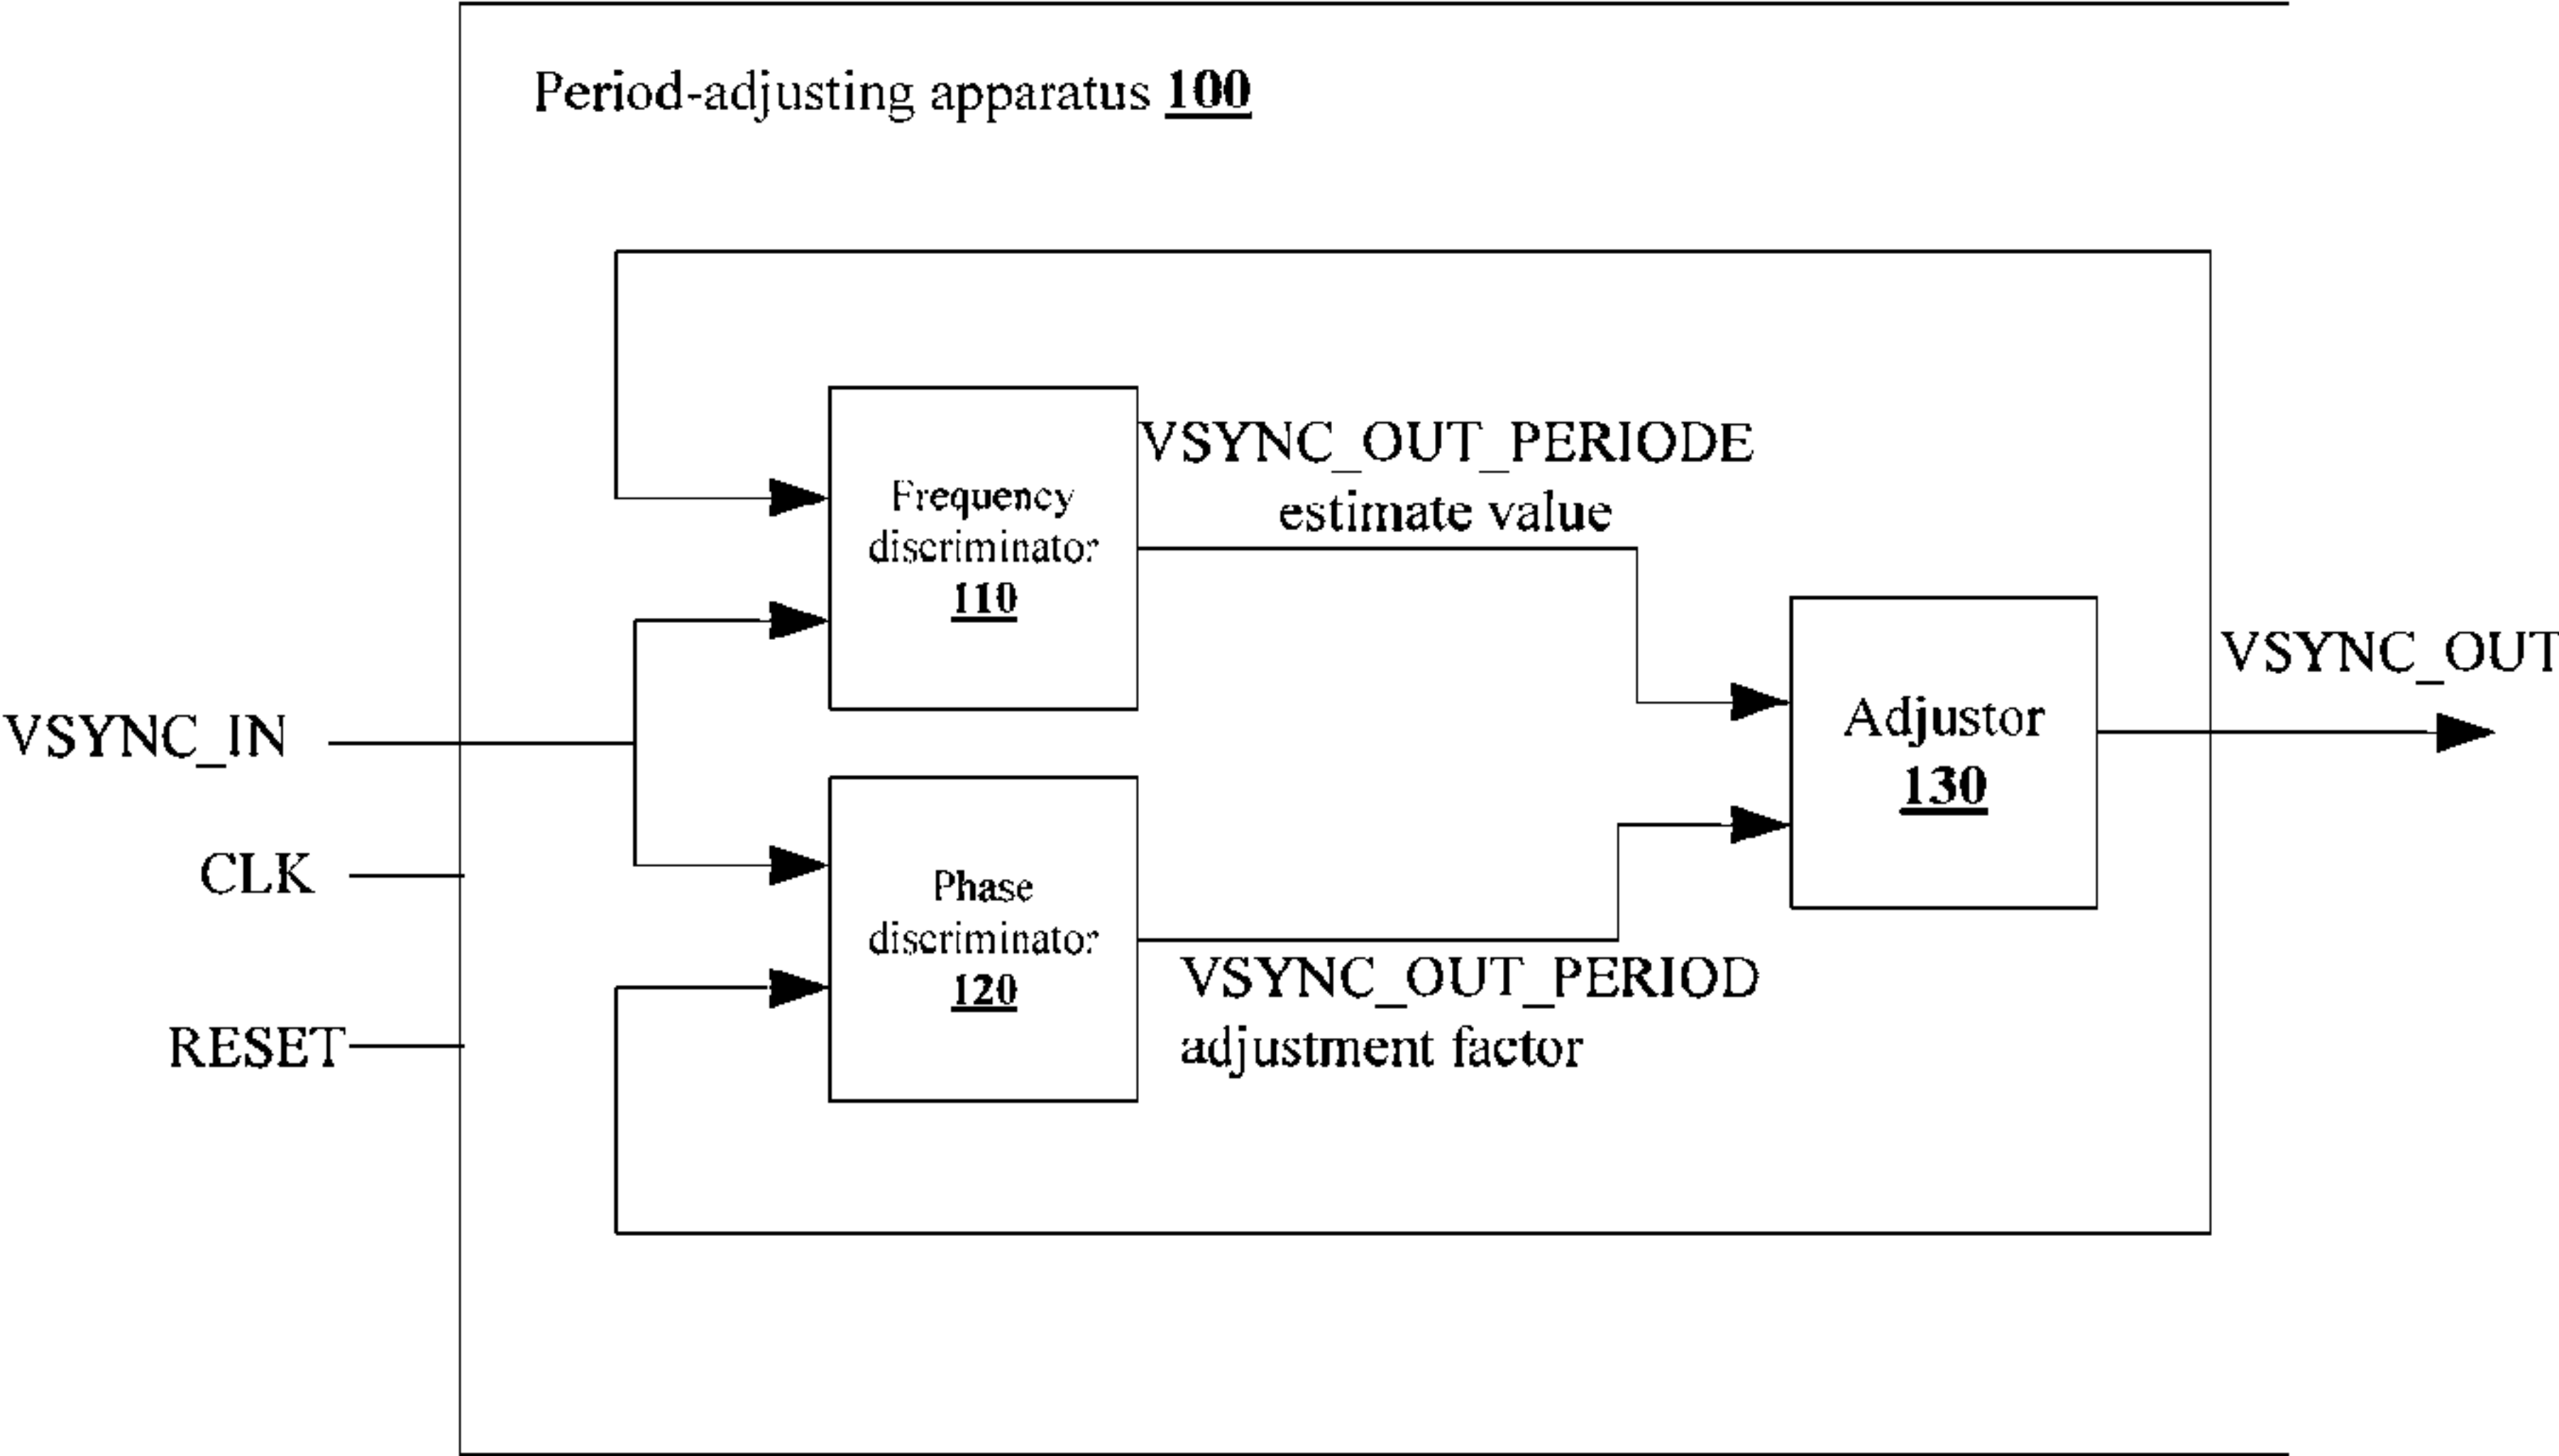 Period-adjusting apparatus 100
VSYNC_OUT_PERIODE
estimate value
Frequency
discriminator
110
VSYNC_OUT
Adjustor
130
VSYNC_IN
CLK
Phase
discriminator
120
VSYNC_OUT_PERIOD
adjustment factor
RESET